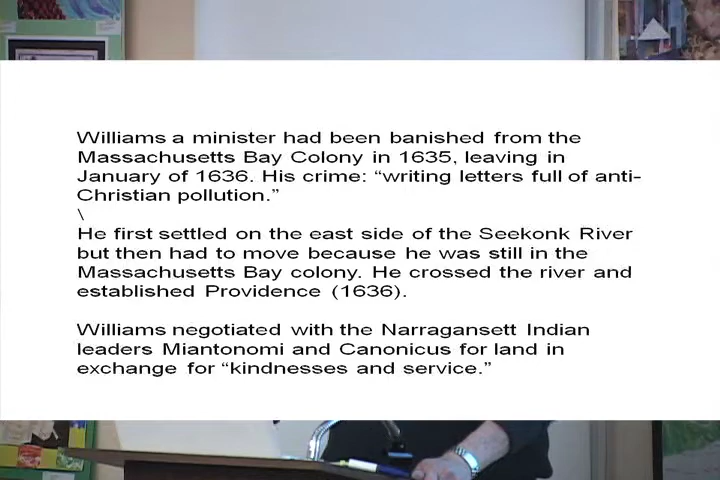 Williams a minister had been banished from the
Massachusetts Bay Colony in 1635, leaving in
January of 1636. His crime: “writing letters full of anti-
Christian pollution.”
\
He first settled on the east side of the Seekonk River
but then had to move because he was still in the
Massachusetts Bay colony. He crossed the river and
established Providence (1636).
Williams negotiated with the Narragansett Indian
leaders Miantonomi and Canonicus for land in
exchange for “kindnesses and service.”